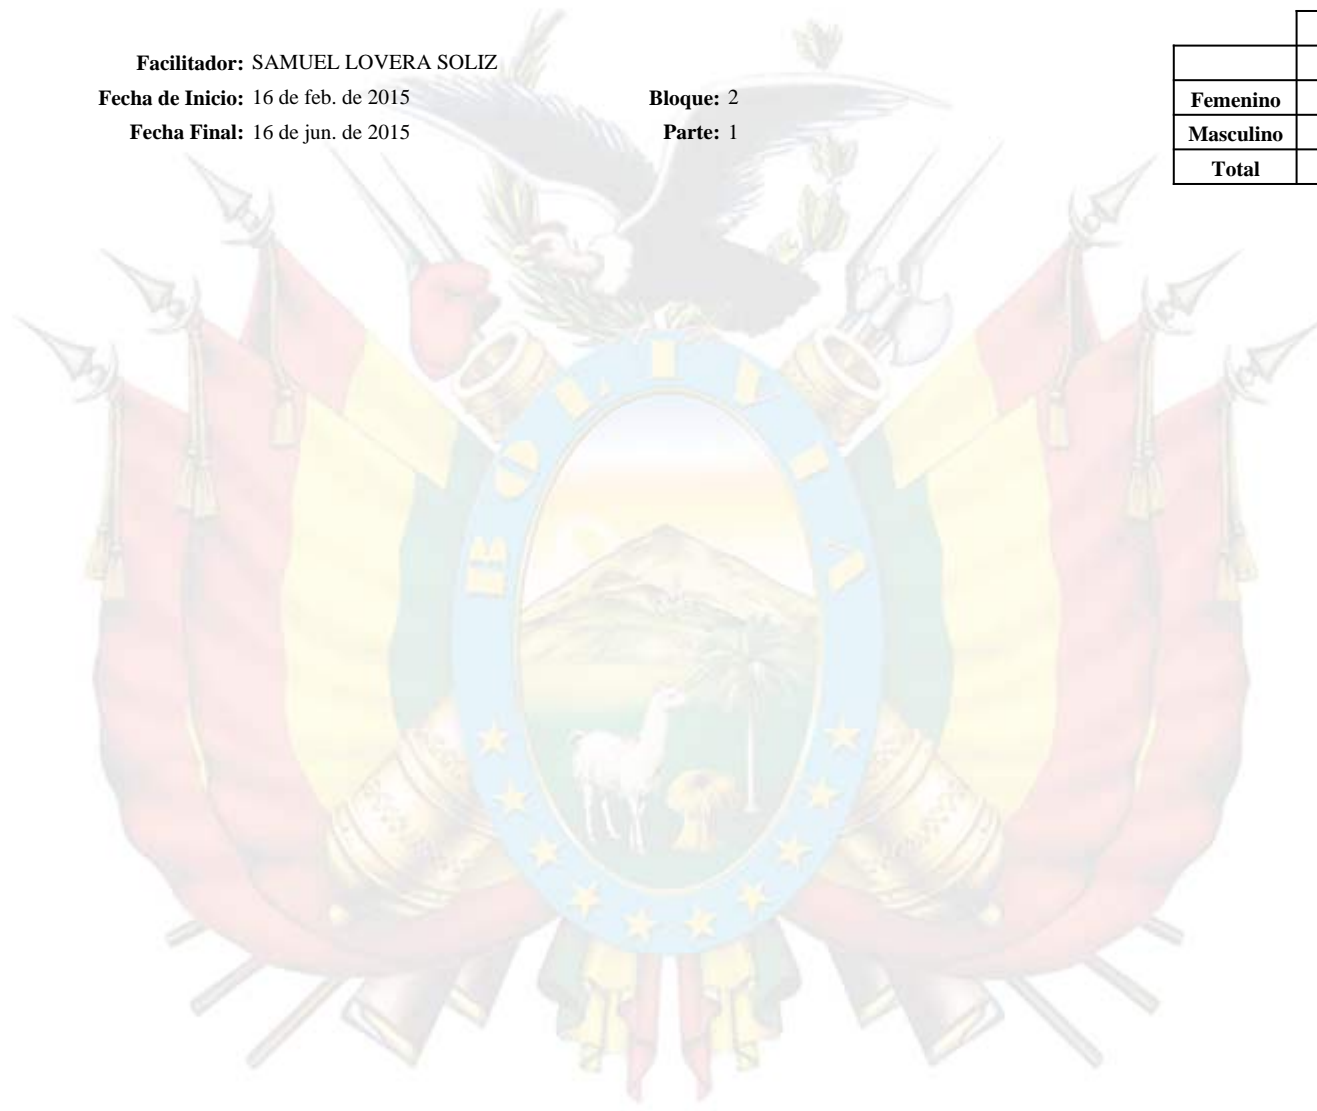 Facilitador: SAMUEL LOVERA SOLIZ
Fecha de Inicio: 16 de feb. de 2015 Bloque: 2
Fecha Final: 16 de jun. de 2015 Parte: 1
Femenino
Masculino
Total
BOLIVIA